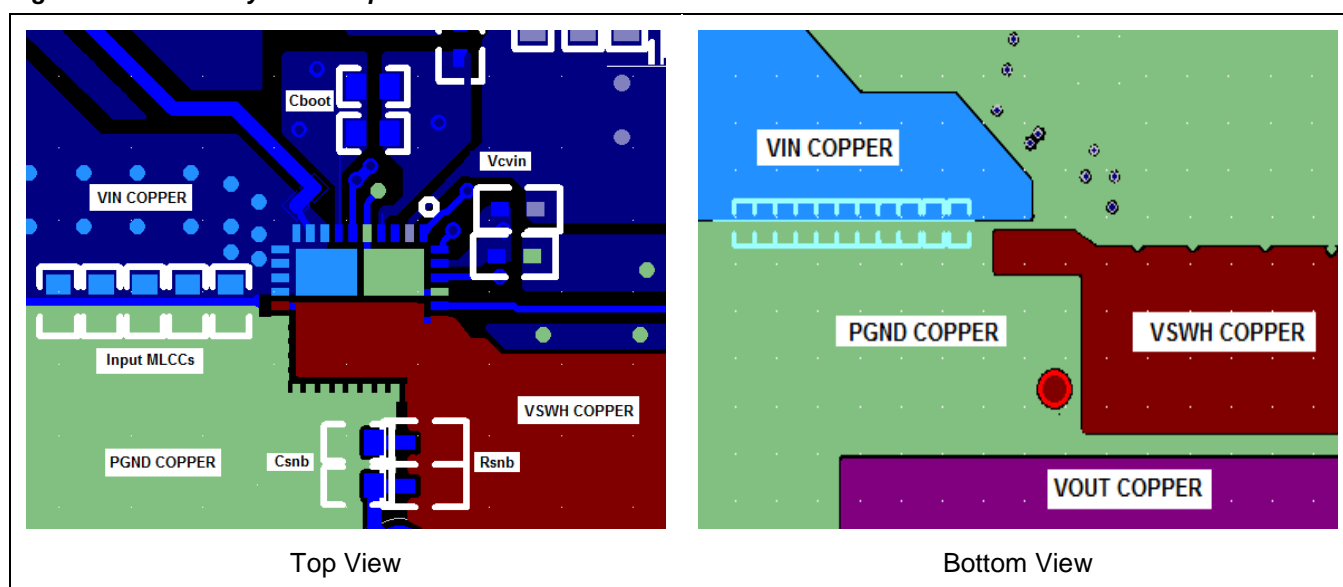 Cboot
Vcvin
VIN COPPER
Input MLCCs
VSWH COPPER
PGND COPPER
Csnb
Rsnb
Top View
VIN COPPER
PGND COPPER
VSWH COPPER
VOUT COPPER
Bottom View